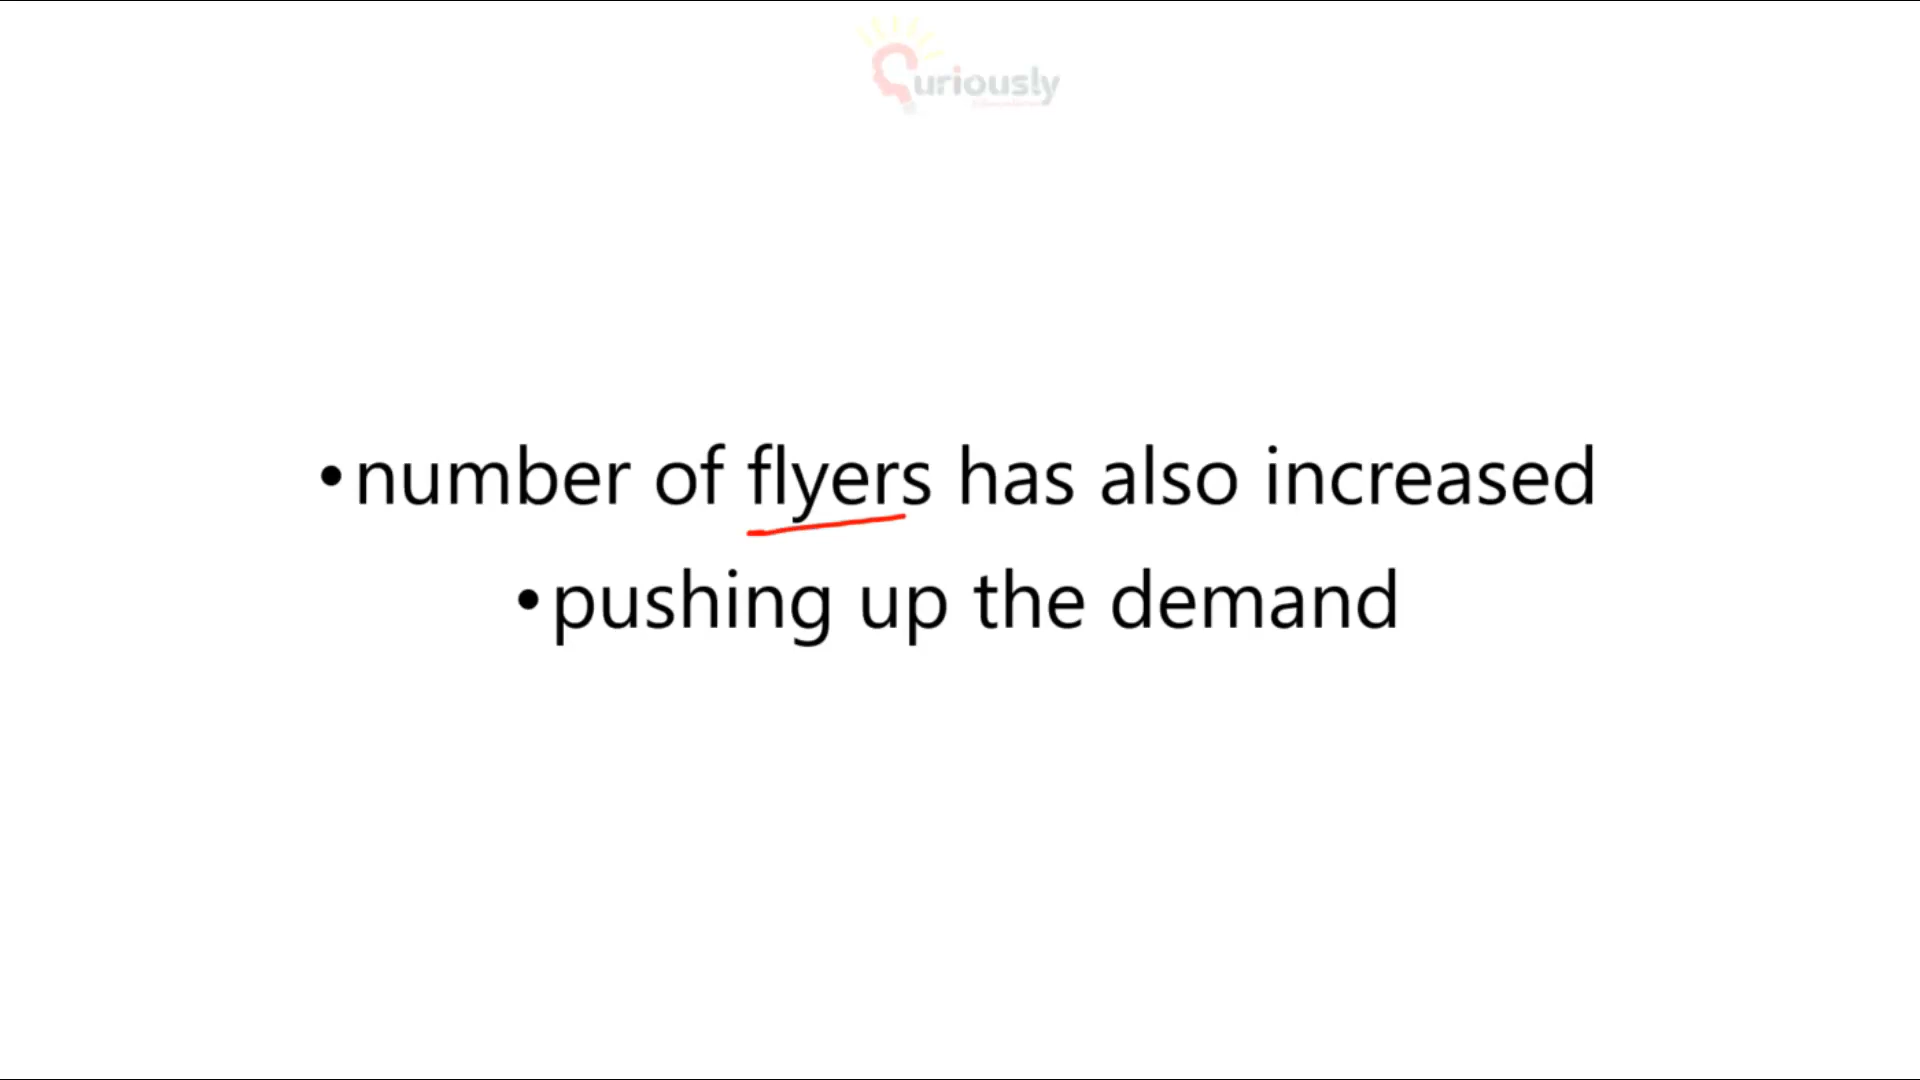 Curiously
•number of flyers has also increased
•pushing up the demand